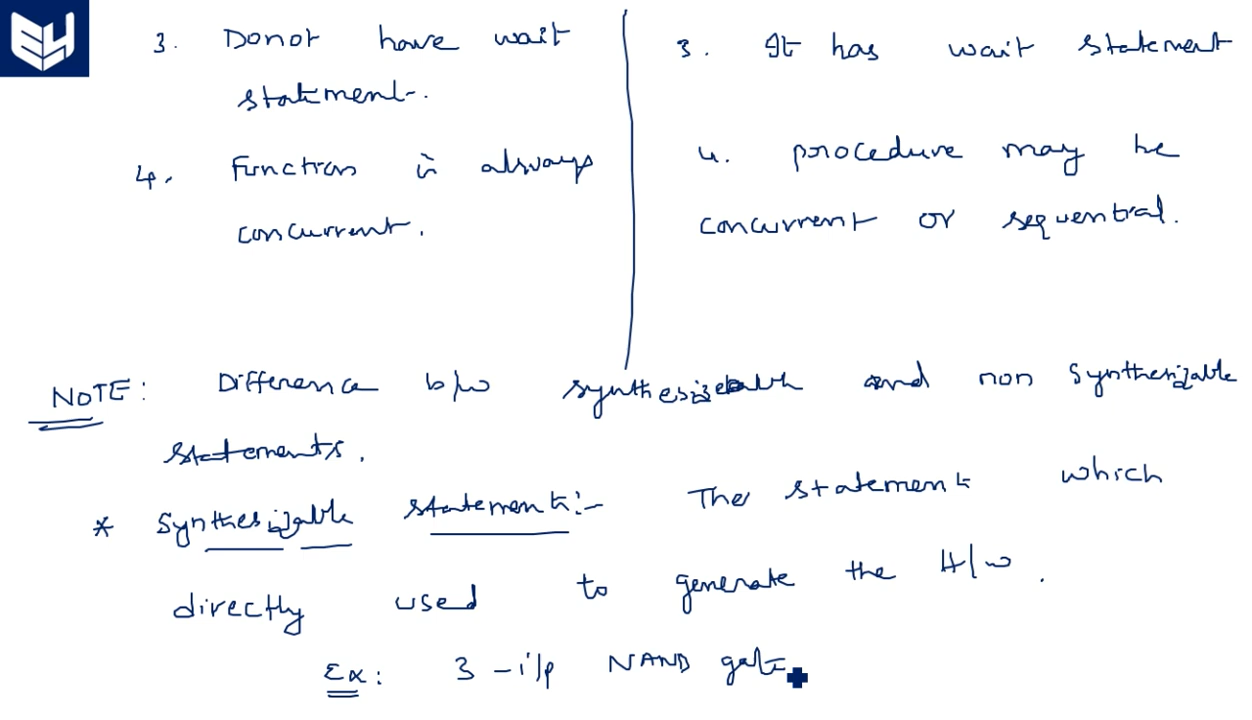 3. Donot have wait
statement.
4. Function is always
concurrent.
3. It has wait statement
4. procedure may be
concurrent or sequential.
NOTE: Difference b/w synthesizable and non synthesizable
statements.
* Synthesizable statements:- The statements which
directly used to generate the H/w.
Ex: 3-i/p NAND gate